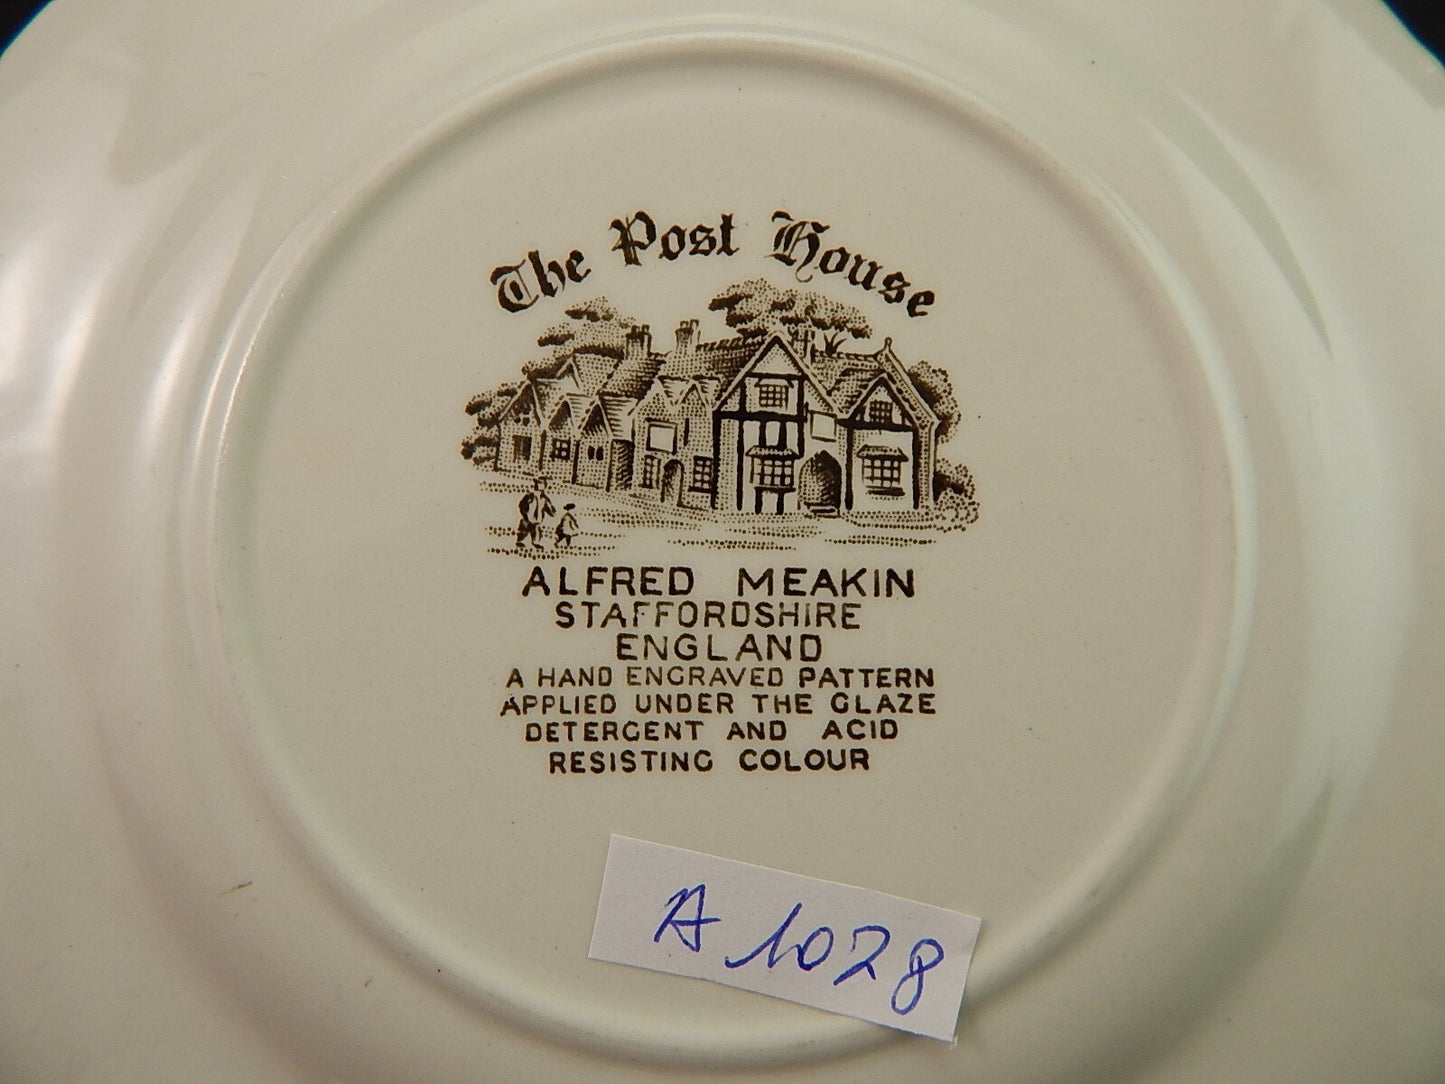 The Post House
ALFRED MEAKIN
STAFFORDSHIRE
ENGLAND
A HAND ENGRAVED PATTERN
APPLIED UNDER THE GLAZE
DETERGENT AND ACID
RESISTING COLOUR
A 1028